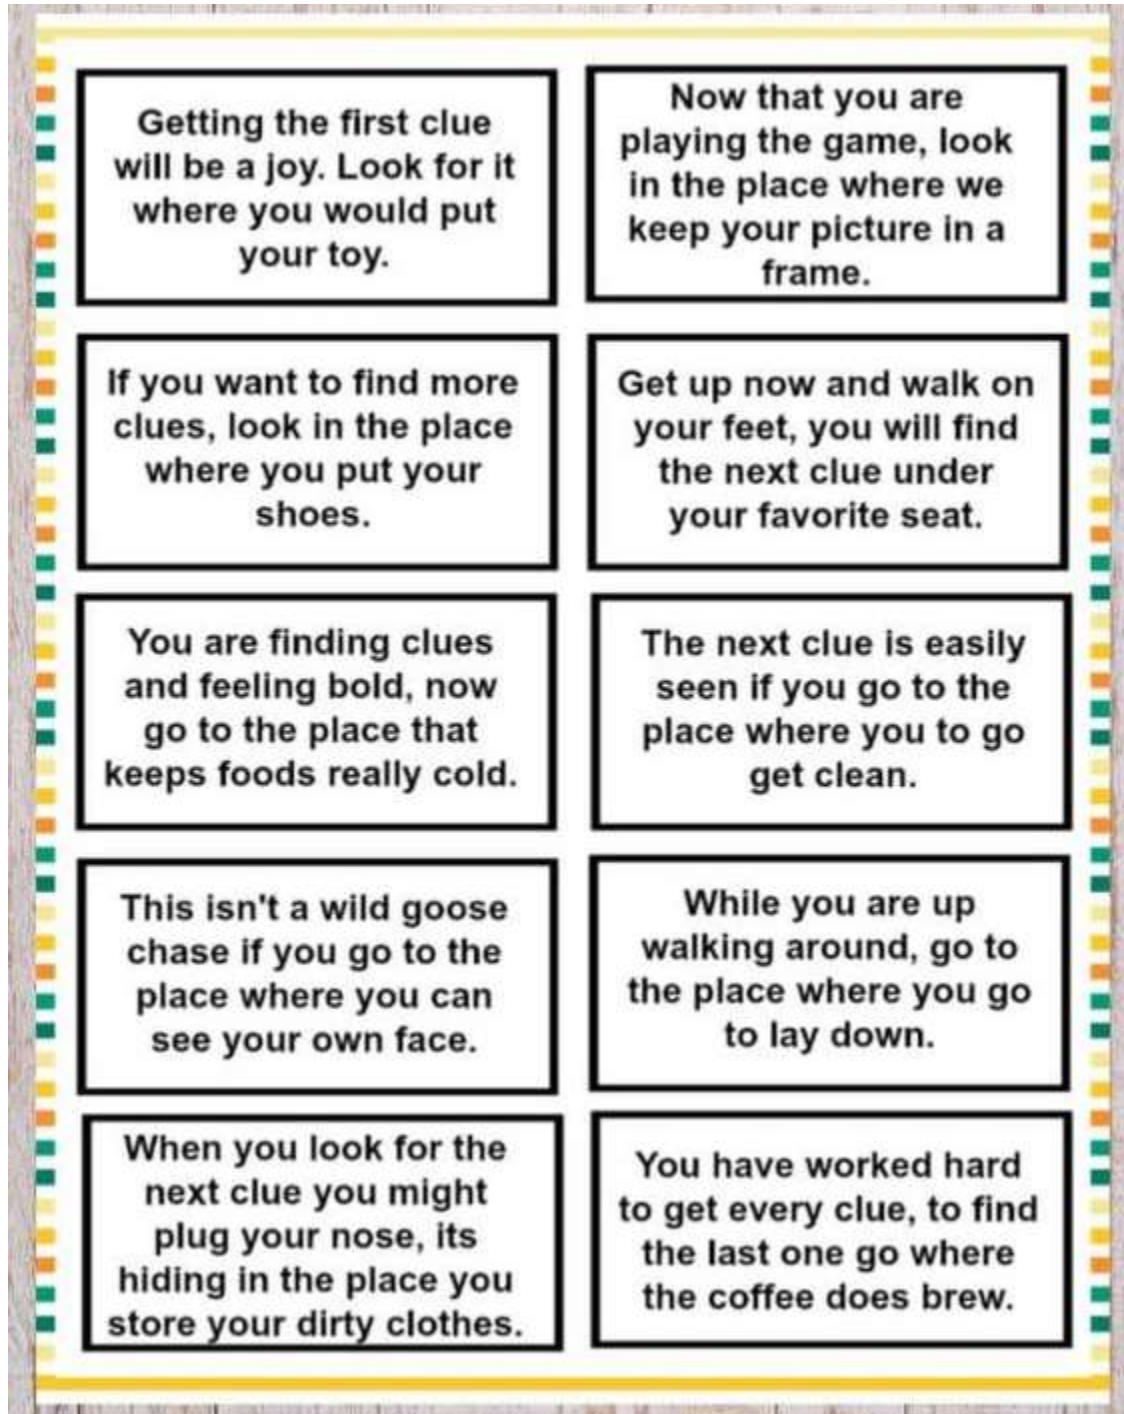 Getting the first clue
will be a joy. Look for it
where you would put
your toy.
Now that you are
playing the game, look
in the place where we
keep your picture in a
frame.
If you want to find more
clues, look in the place
where you put your
shoes.
Get up now and walk on
your feet, you will find
the next clue under
your favorite seat.
You are finding clues
and feeling bold, now
go to the place that
keeps foods really cold.
The next clue is easily
seen if you go to the
place where you to go
get clean.
This isn't a wild goose
chase if you go to the
place where you can
see your own face.
While you are up
walking around, go to
the place where you go
to lay down.
When you look for the
next clue you might
plug your nose, its
hiding in the place you
store your dirty clothes.
You have worked hard
to get every clue, to find
the last one go where
the coffee does brew.